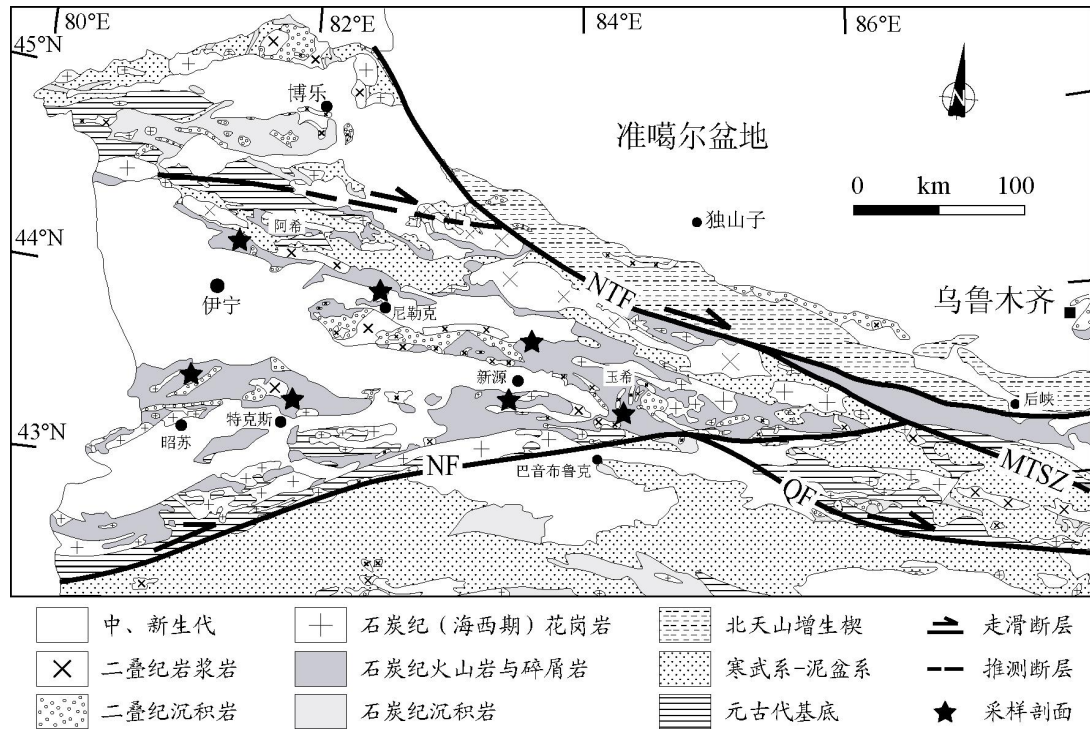 80°E
82°E
84°E
86°E
45°N
N
博乐
准噶尔盆地
0 km 100
独山子
阿希
44°N
伊宁
尼勒克
NTF
乌鲁木齐
新源
玉希
后峡
特克斯
昭苏
43°N
NF
巴音布鲁克
QF
MTSZ
中、新生代
石炭纪（海西期）花岗岩
北天山增生楔
走滑断层
二叠纪岩浆岩
石炭纪火山岩与碎屑岩
寒武系-泥盆系
推测断层
二叠纪沉积岩
石炭纪沉积岩
元古代基底
采样剖面